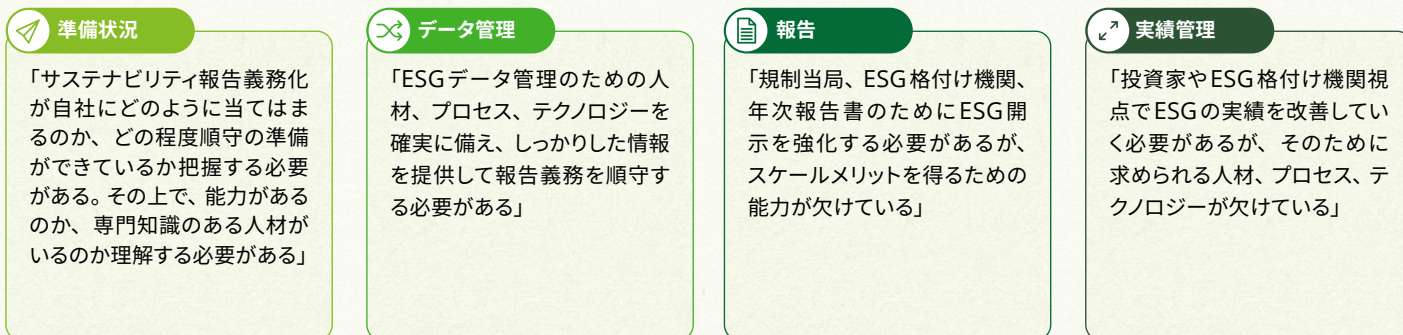 準備状況
「サステナビリティ報告義務化
が自社にどのように当てはま
るのか、どの程度順守の準備
ができているか把握する必要
がある。その上で、能力がある
のか、専門知識のある人材が
いるのか理解する必要がある」
データ管理
「ESGデータ管理のための人
材、プロセス、テクノロジーを
確実に備え、しっかりした情報
を提供して報告義務を順守す
る必要がある」
報告
「規制当局、ESG格付け機関、
年次報告書のためにESG開
示を強化する必要があるが、
スケールメリットを得るための
能力が欠けている」
実績管理
「投資家やESG格付け機関視
点でESGの実績を改善してい
く必要があるが、そのために
求められる人材、プロセス、テ
クノロジーが欠けている」